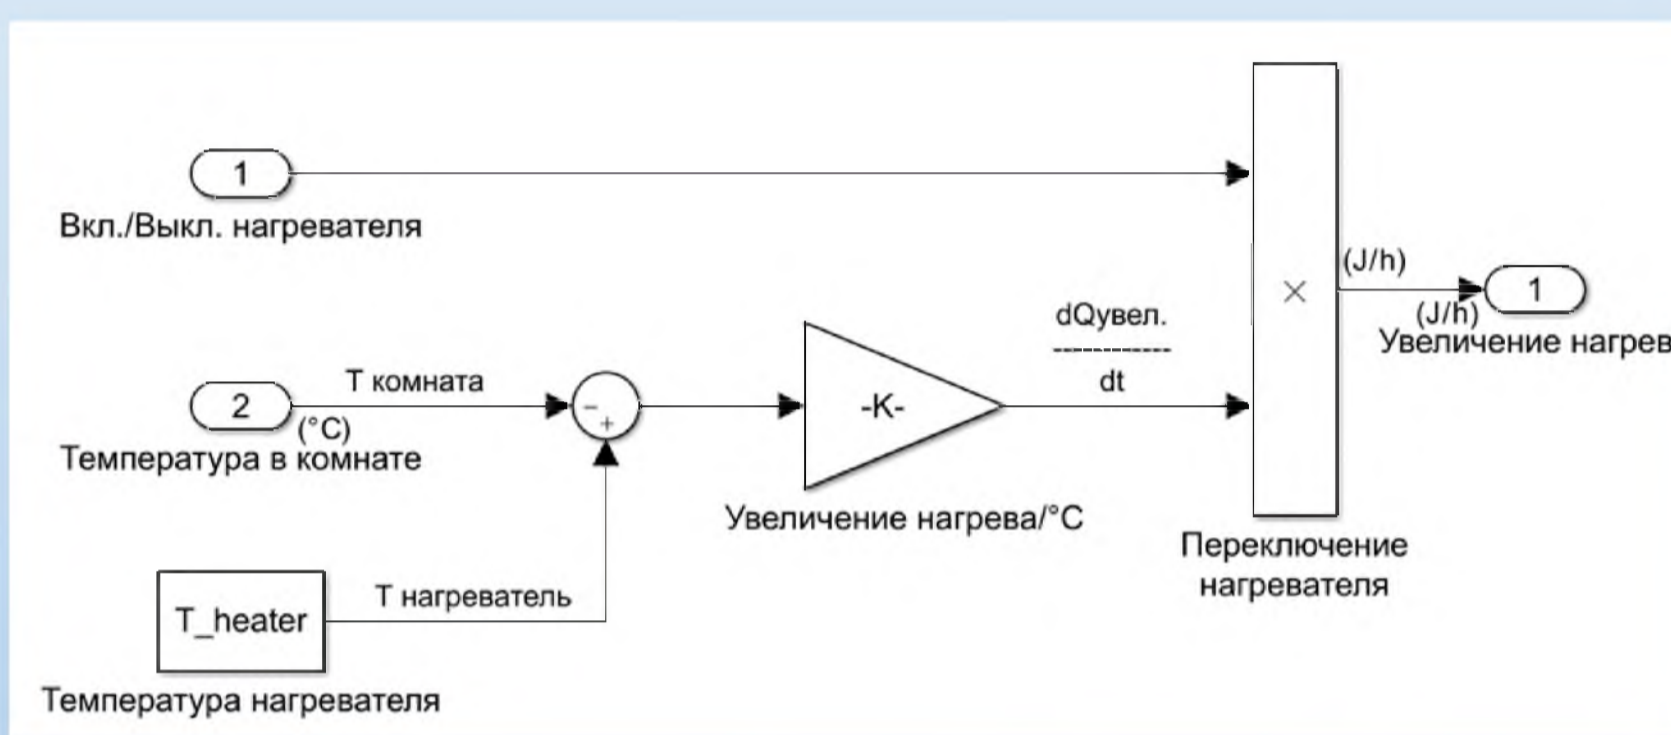 1
Вкл./Выкл. нагревателя
2
(°C)
Температура в комнате
T комната
T_heater
Температура нагревателя
T нагреватель
−
+
-K-
Увеличение нагрева/°C
dQувел.
----------
dt
×
Переключение
нагревателя
(J/h)
(J/h)
1
Увеличение нагрев